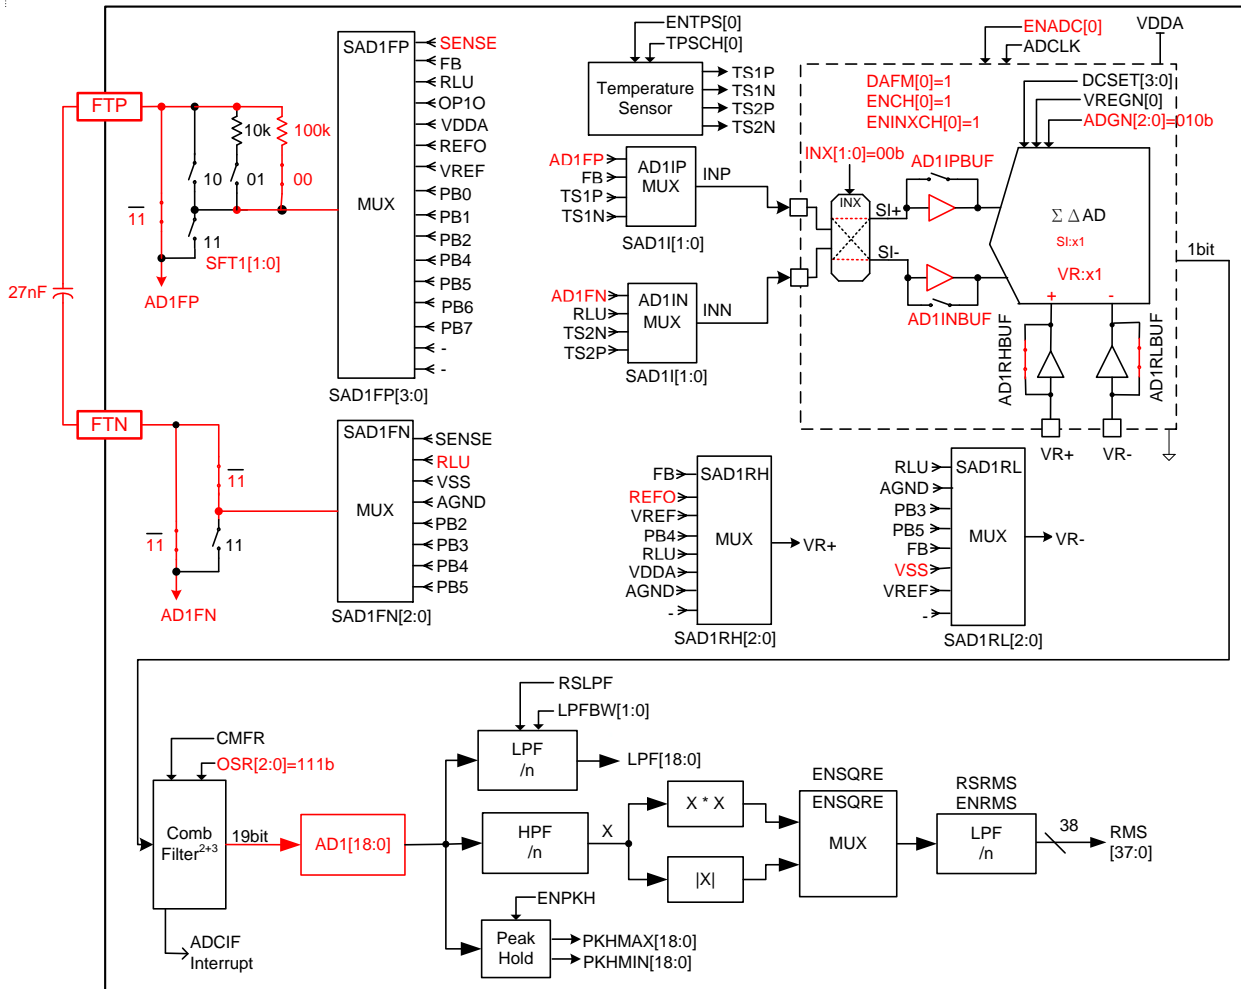 FTP
27nF
FTN
10k
100k
10
01
00
11
11
SFT1[1:0]
AD1FP
SAD1FP
MUX
SENSE
FB
RLU
OP1O
VDDA
REFO
VREF
PB0
PB1
PB2
PB4
PB5
PB6
PB7
-
-
SAD1FP[3:0]
11
11
11
AD1FN
SAD1FN
MUX
SENSE
RLU
VSS
AGND
PB2
PB3
PB4
PB5
SAD1FN[2:0]
ENTPS[0]
TPSCH[0]
Temperature
Sensor
TS1P
TS1N
TS2P
TS2N
AD1FP
FB
TS1P
TS1N
AD1IP
MUX
INP
SAD1I[1:0]
AD1FN
RLU
TS2N
TS2P
AD1IN
MUX
INN
SAD1I[1:0]
ENADC[0]
ADCLK
VDDA
DAFM[0]=1
ENCH[0]=1
ENINXCH[0]=1
DCSET[3:0]
VREGN[0]
ADGN[2:0]=010b
INX[1:0]=00b
INX
SI+
SI-
AD1IPBUF
AD1INBUF
Σ ΔAD
SI:x1
VR:x1
+
-
1bit
AD1RHBUF
AD1RLBUF
VR+
VR-
FB
REFO
VREF
PB4
RLU
VDDA
AGND
-
SAD1RH
MUX
VR+
SAD1RH[2:0]
RLU
AGND
PB3
PB5
FB
VSS
VREF
-
SAD1RL
MUX
VR-
SAD1RL[2:0]
CMFR
OSR[2:0]=111b
Comb
Filter2+3
19bit
ADCIF
Interrupt
AD1[18:0]
RSLPF
LPFBW[1:0]
LPF
/n
LPF[18:0]
HPF
/n
X
X * X
|X|
ENPKH
Peak
Hold
PKHMAX[18:0]
PKHMIN[18:0]
ENSQRE
ENSQRE
MUX
RSRMS
ENRMS
LPF
/n
38
RMS
[37:0]